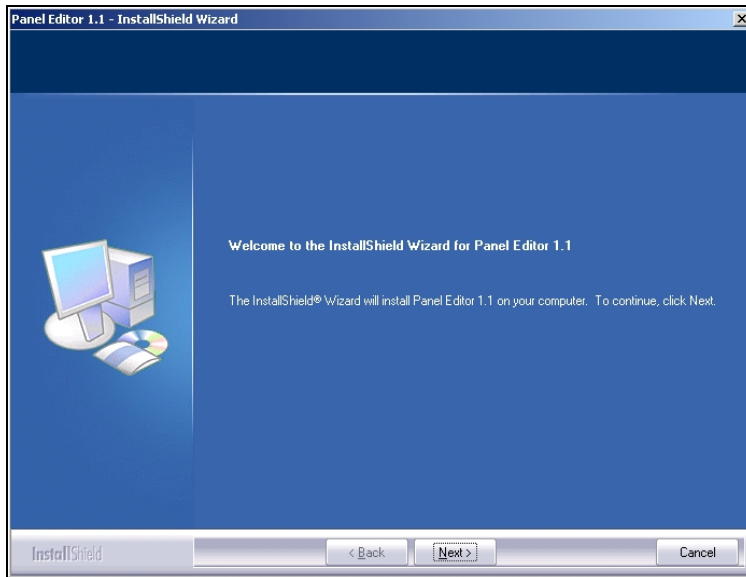 Panel Editor 1.1 - InstallShield Wizard
Welcome to the InstallShield Wizard for Panel Editor 1.1
The InstallShield® Wizard will install Panel Editor 1.1 on your computer. To continue, click Next.
InstallShield
< Back
Next >
Cancel